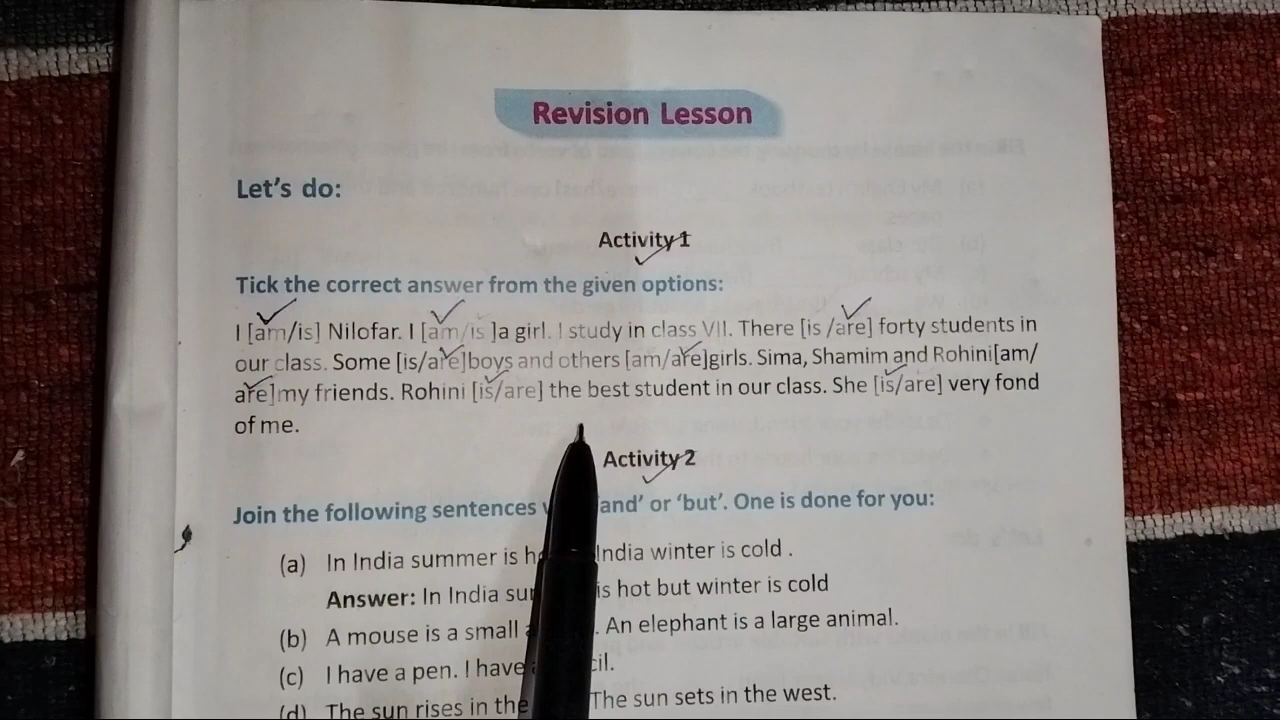 Revision Lesson
Let's do:
Activity 1
Tick the correct answer from the given options:
I [am/is] Nilofar. I [am/is ]a girl. I study in class VII. There [is /are] forty students in
our class. Some [is/are]boys and others [am/are]girls. Sima, Shamim and Rohini[am/
are]my friends. Rohini [is/are] the best student in our class. She [is/are] very fond
of me.
Activity 2
Join the following sentences and' or 'but'. One is done for you:
(a) In India summer is India winter is cold .
Answer: In India is hot but winter is cold
(b) A mouse is a small . An elephant is a large animal.
(c) I have a pen. I have
(d) The sun rises in the The sun sets in the west.